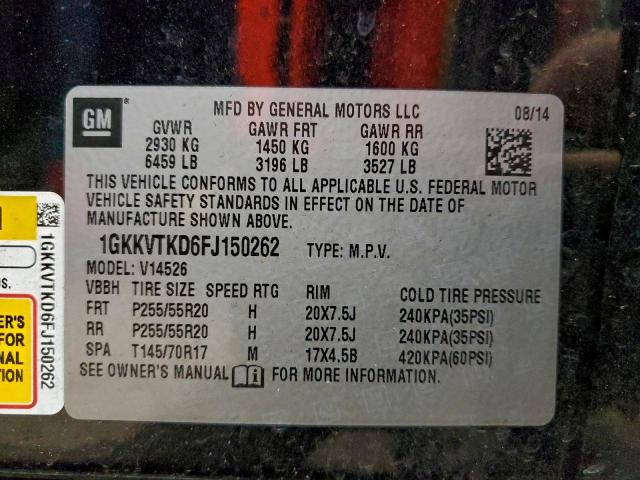 GM
®
MFD BY GENERAL MOTORS LLC
08/14
GVWR GAWR FRT GAWR RR
2930 KG 1450 KG 1600 KG
6459 LB 3196 LB 3527 LB
THIS VEHICLE CONFORMS TO ALL APPLICABLE U.S. FEDERAL MOTOR
VEHICLE SAFETY STANDARDS IN EFFECT ON THE DATE OF
MANUFACTURE SHOWN ABOVE.
1GKKVTKD6FJ150262 TYPE: M.P.V.
MODEL: V14526
VBBH TIRE SIZE SPEED RTG RIM COLD TIRE PRESSURE
FRT P255/55R20 H 20X7.5J 240KPA(35PSI)
RR P255/55R20 H 20X7.5J 240KPA(35PSI)
SPA T145/70R17 M 17X4.5B 420KPA(60PSI)
SEE OWNER'S MANUAL FOR MORE INFORMATION.
1GKKVTKD6FJ150262